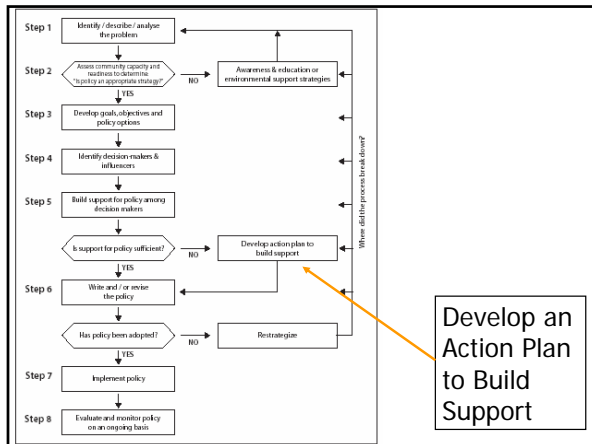 Step 1
Identify / describe / analyse
the problem
Step 2
Assess community capacity and
readiness to determine:
"Is policy an appropriate strategy?"
NO
Awareness & education or
environmental support strategies
YES
Step 3
Develop goals, objectives and
policy options
Step 4
Identify decision-makers &
influencers
Step 5
Build support for policy among
decision makers
Is support for policy sufficient?
NO
Develop action plan to
build support
YES
Step 6
Write and / or revise
the policy
Has policy been adopted?
NO
Restrategize
YES
Step 7
Implement policy
Step 8
Evaluate and monitor policy
on an ongoing basis
Where did the process break down?
Develop an
Action Plan
to Build
Support